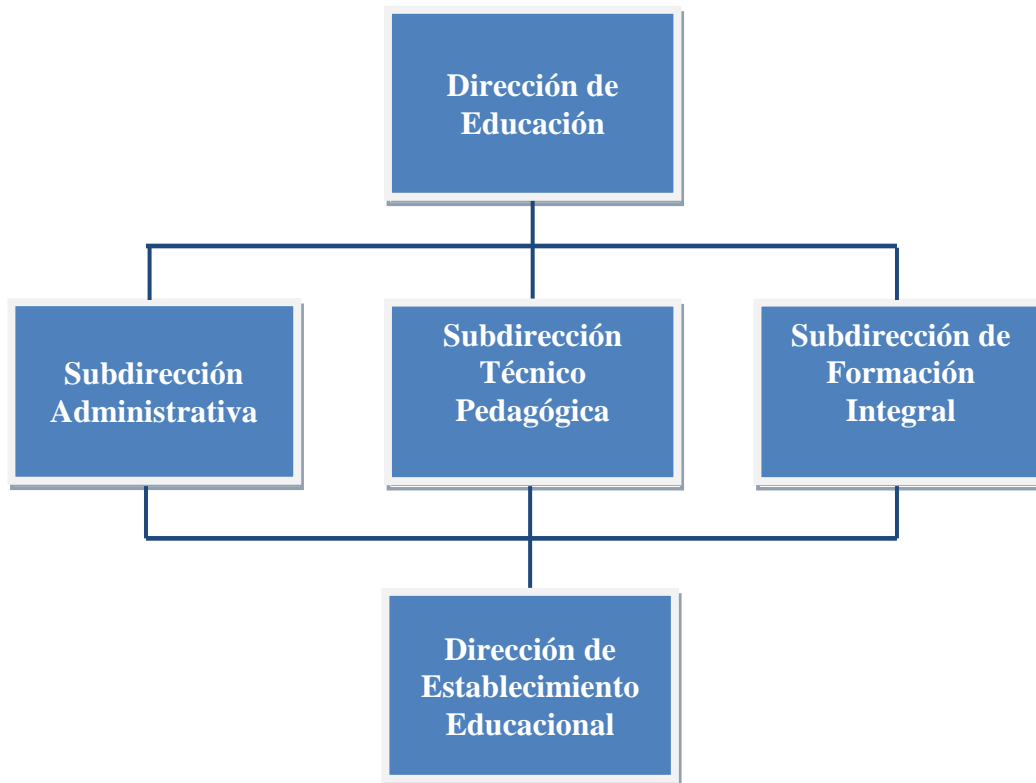 Dirección de
Educación
Subdirección
Administrativa
Subdirección
Técnico
Pedagógica
Subdirección de
Formación
Integral
Dirección de
Establecimiento
Educacional